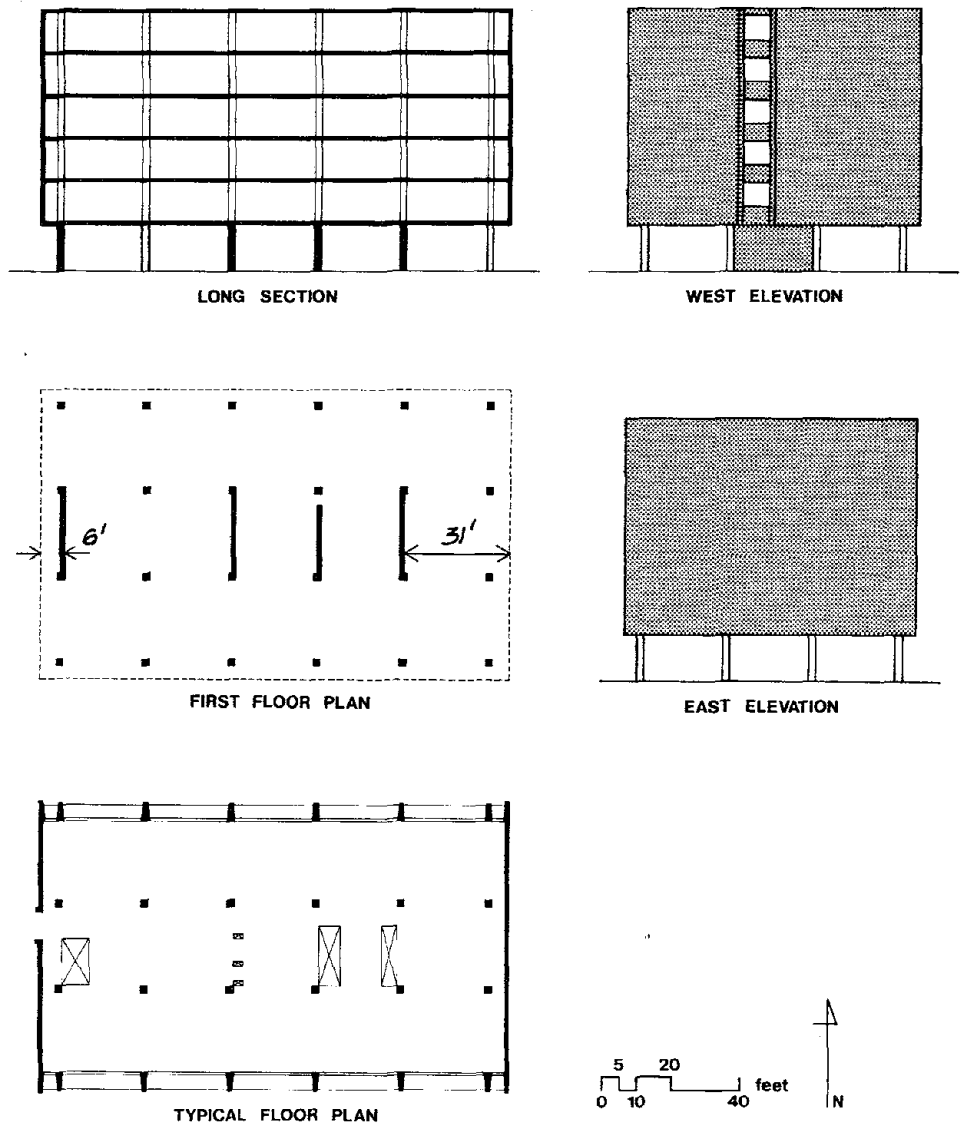 LONG SECTION
WEST ELEVATION
6'
31'
FIRST FLOOR PLAN
EAST ELEVATION
TYPICAL FLOOR PLAN
5 20
feet
0 10 40
N